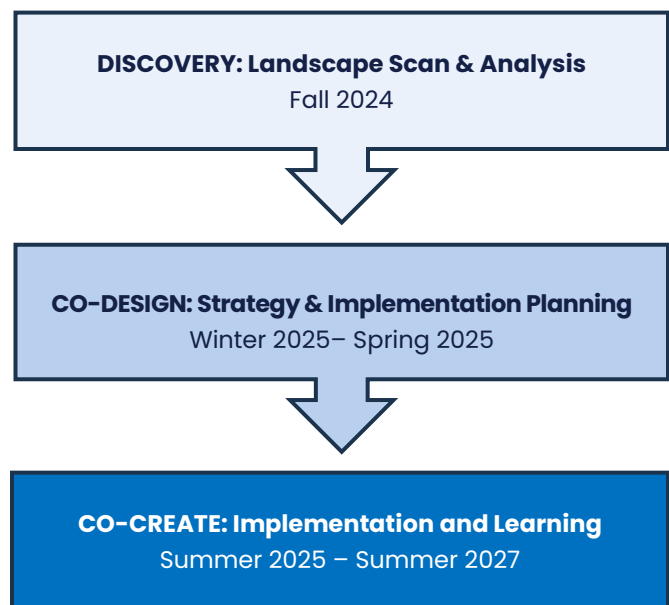 DISCOVERY: Landscape Scan & Analysis
Fall 2024
CO-DESIGN: Strategy & Implementation Planning
Winter 2025– Spring 2025
CO-CREATE: Implementation and Learning
Summer 2025 – Summer 2027